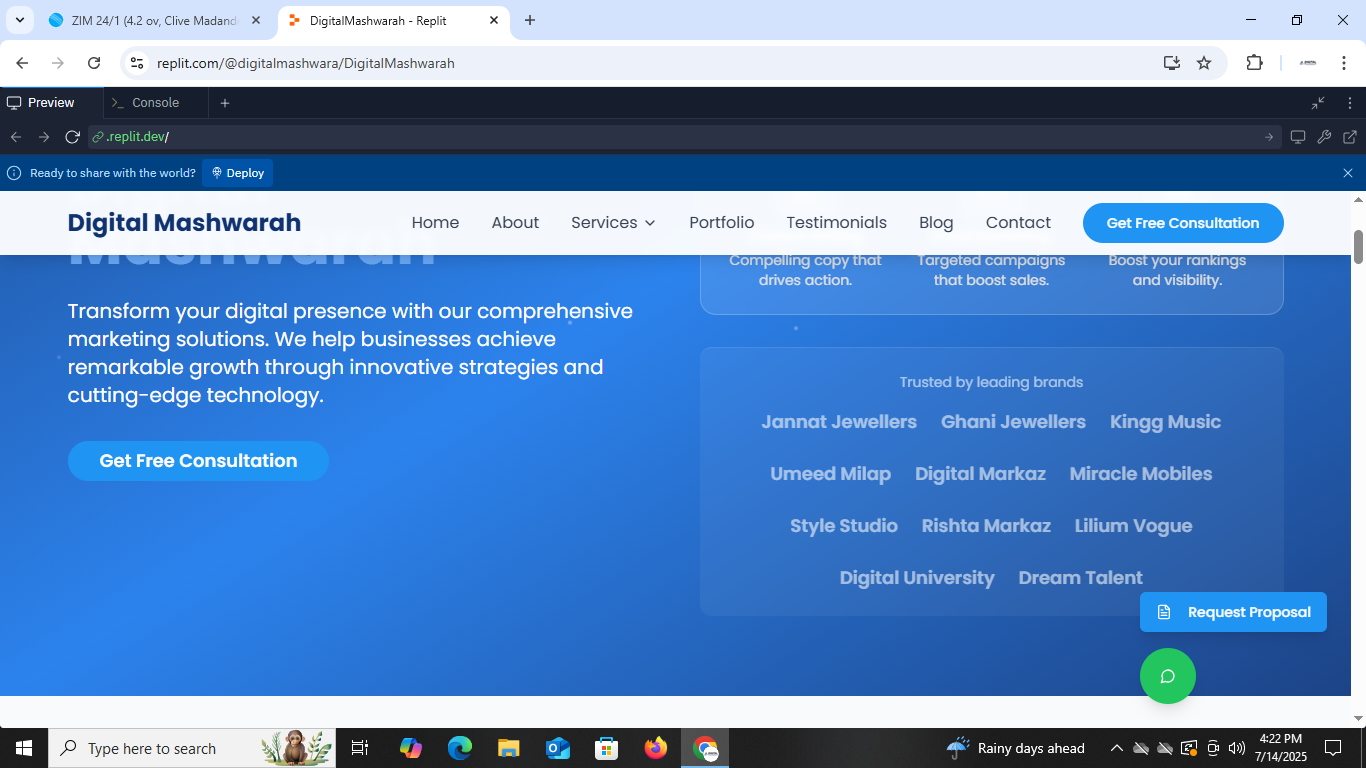 ZIM 24/1 (4.2 ov, Clive Madand
DigitalMashwarah - Replit
replit.com/@digitalmashwara/DigitalMashwarah
Preview
Console
.replit.dev/
Ready to share with the world?
Deploy
Digital Mashwarah
Home
About
Services
Portfolio
Testimonials
Blog
Contact
Get Free Consultation
Mashwarah
Transform your digital presence with our comprehensive
marketing solutions. We help businesses achieve
remarkable growth through innovative strategies and
cutting-edge technology.
Get Free Consultation
Compelling copy that
drives action.
Targeted campaigns
that boost sales.
Boost your rankings
and visibility.
Trusted by leading brands
Jannat Jewellers Ghani Jewellers Kingg Music
Umeed Milap Digital Markaz Miracle Mobiles
Style Studio Rishta Markaz Lilium Vogue
Digital University Dream Talent
Request Proposal
Type here to search
Rainy days ahead
4:22 PM
7/14/2025